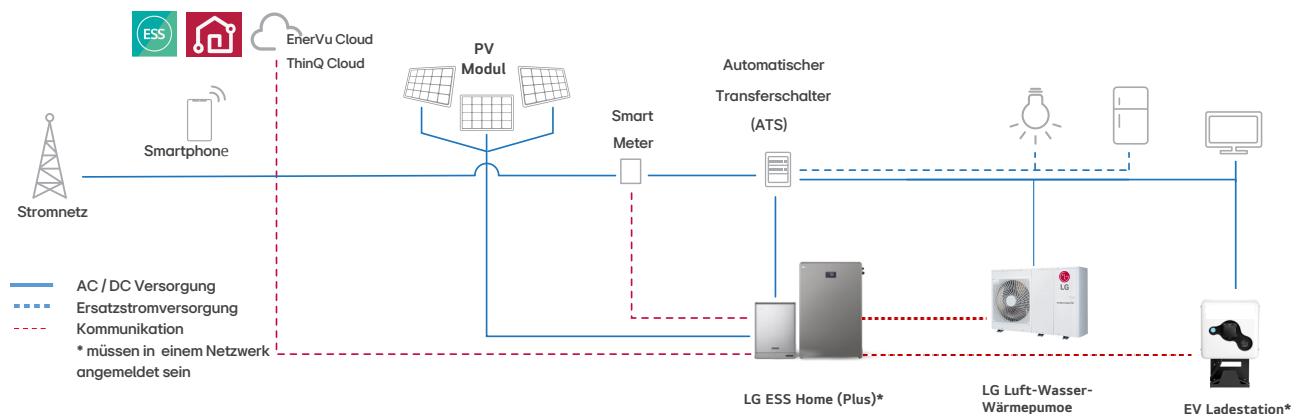 ESS
EnerVu Cloud
ThinQ Cloud
PV
Modul
Automatischer
Transferschalter
(ATS)
Smart
Meter
Smartphone
Stromnetz
AC / DC Versorgung
Ersatzstromversorgung
Kommunikation
* müssen in einem Netzwerk
angemeldet sein
LG
LG ESS Home (Plus)*
LG Luft-Wasser-
Wärmepumoe
EV Ladestation*